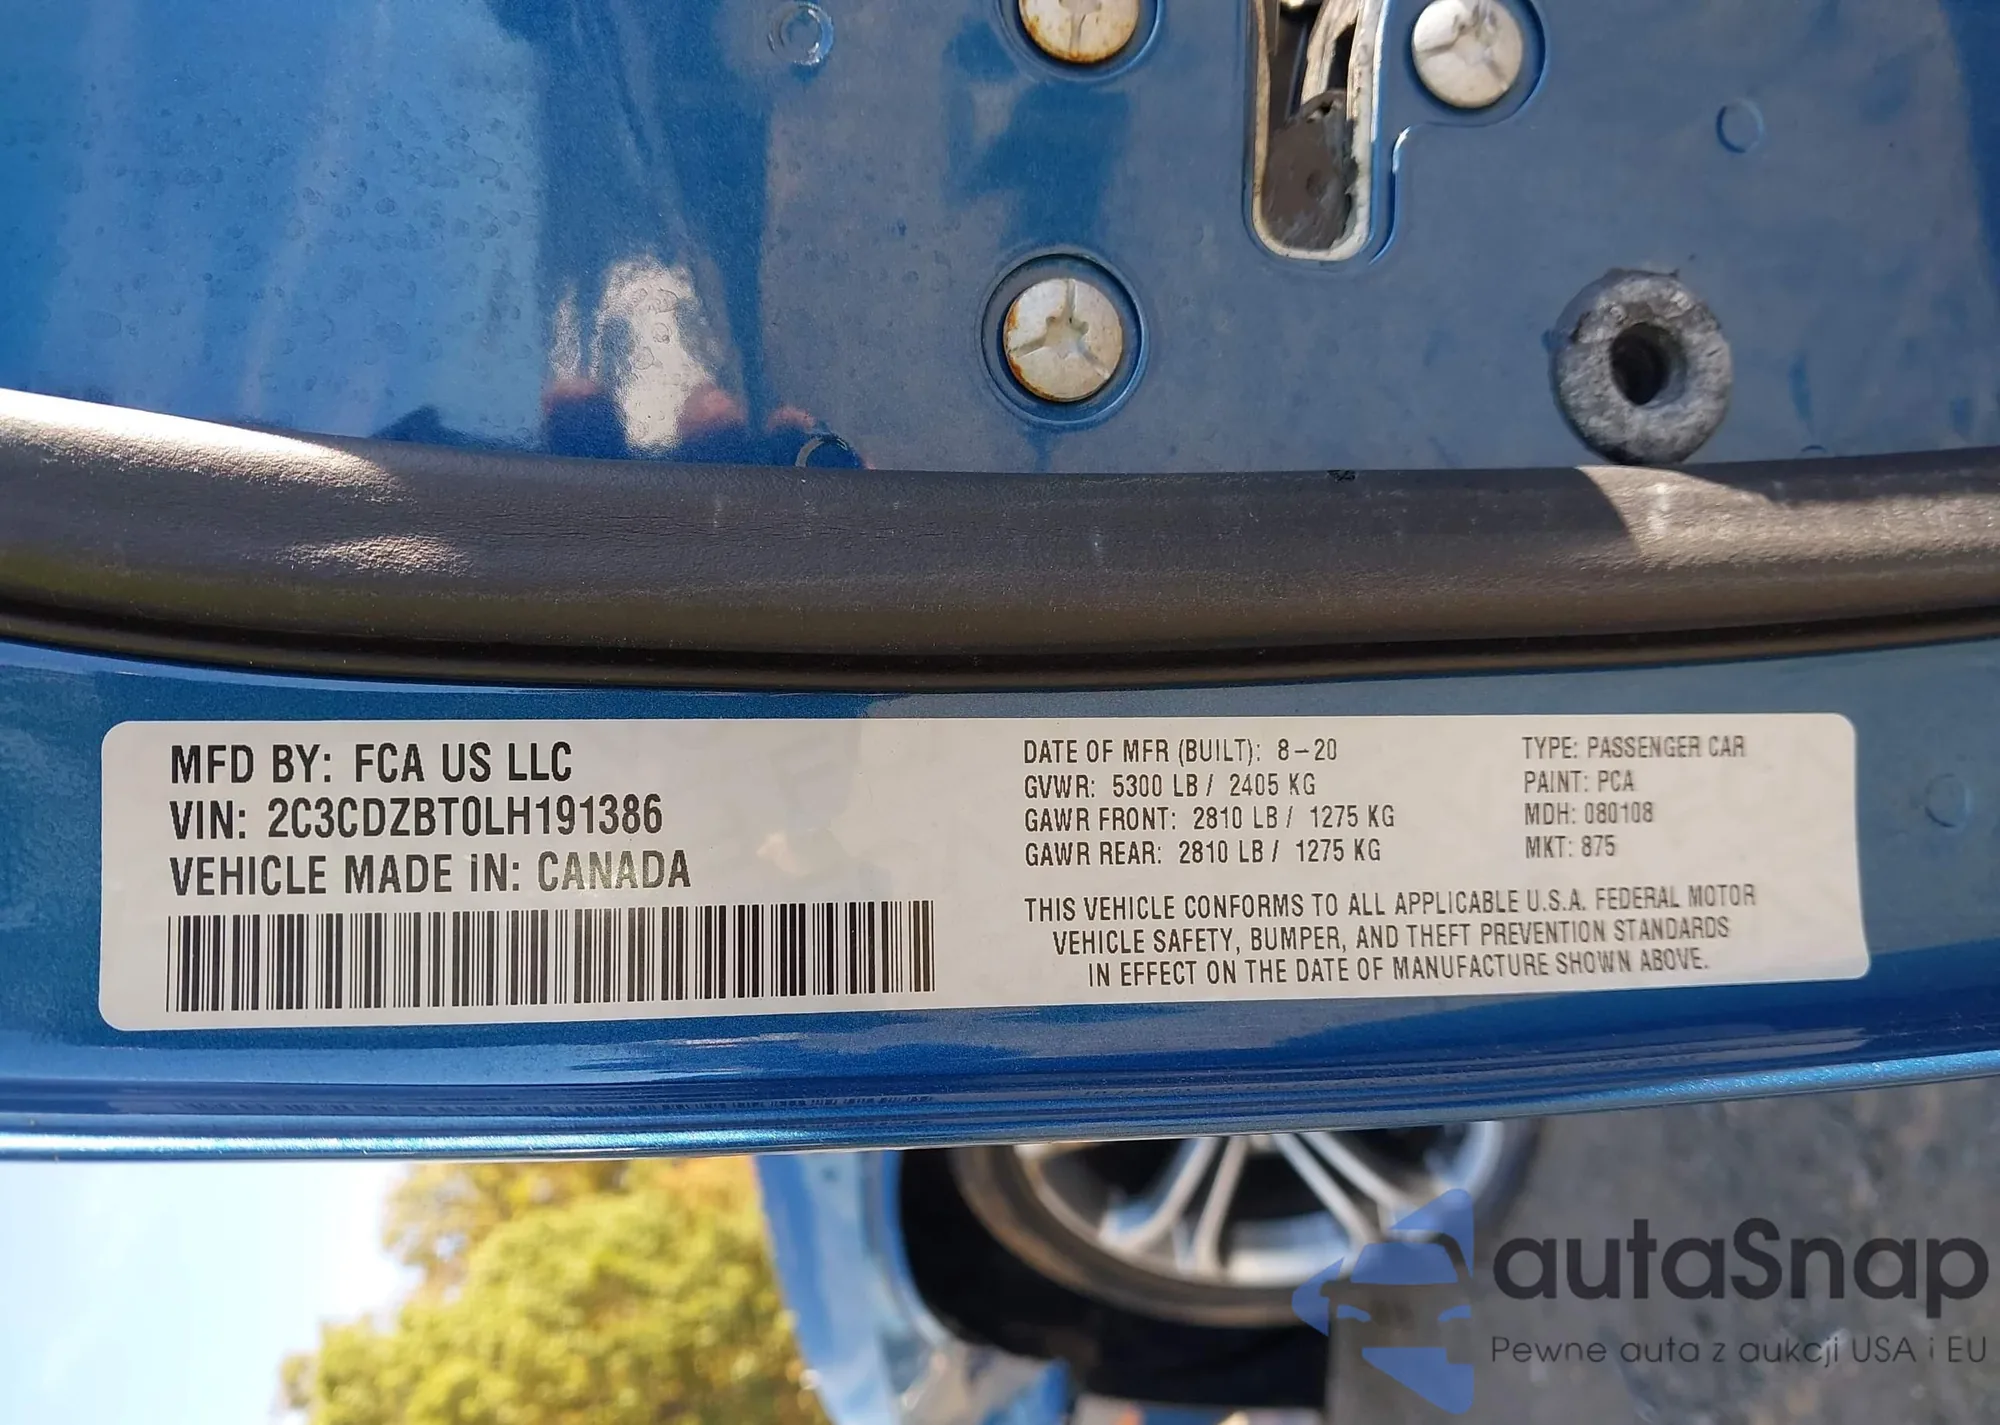 MFD BY: FCA US LLC
VIN: 2C3CDZBT0LH191386
VEHICLE MADE IN: CANADA
DATE OF MFR (BUILT): 8-20
GVWR: 5300 LB / 2405 KG
GAWR FRONT: 2810 LB / 1275 KG
GAWR REAR: 2810 LB / 1275 KG
TYPE: PASSENGER CAR
PAINT: PCA
MDH: 080108
MKT: 875
THIS VEHICLE CONFORMS TO ALL APPLICABLE U.S.A. FEDERAL MOTOR
VEHICLE SAFETY, BUMPER, AND THEFT PREVENTION STANDARDS
IN EFFECT ON THE DATE OF MANUFACTURE SHOWN ABOVE.
autaSnap
Pewne auta z aukcji USA i EU